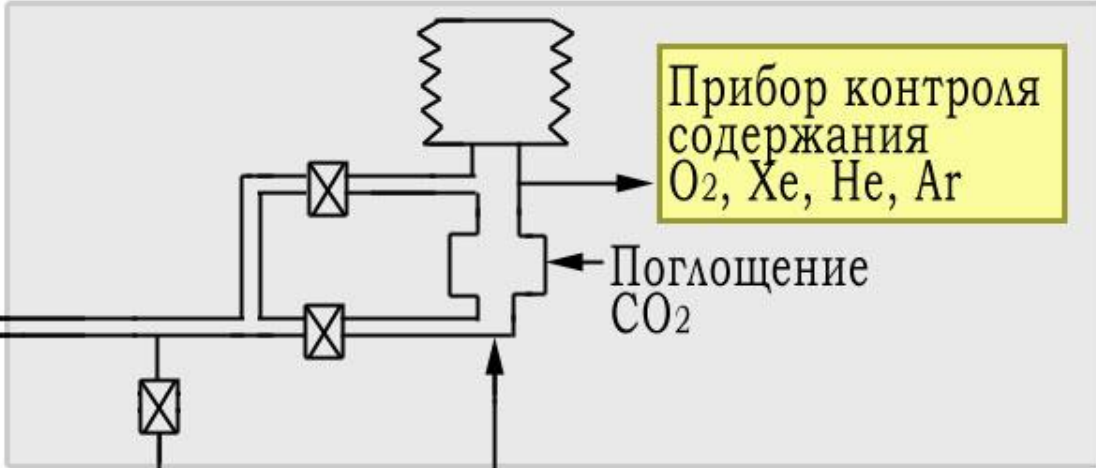 Прибор контроля
содержания
O2, Xe, He, Ar
Поглощение
CO2